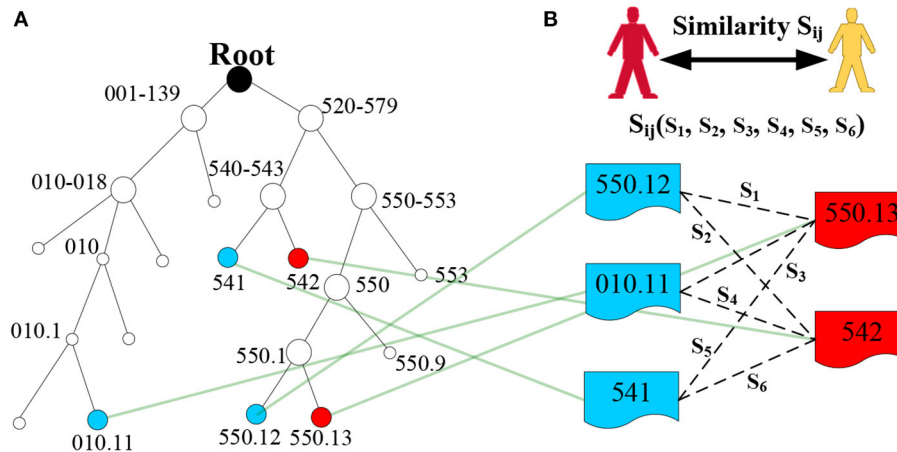 A
Root
001-139
520-579
010-018
540-543
550-553
010
541
542
550
553
010.1
550.1
550.9
010.11
550.12
550.13
B
Similarity Sij
Sij(S1, S2, S3, S4, S5, S6)
550.12
S1
550.13
S2
S3
010.11
S4
542
S5
541
S6